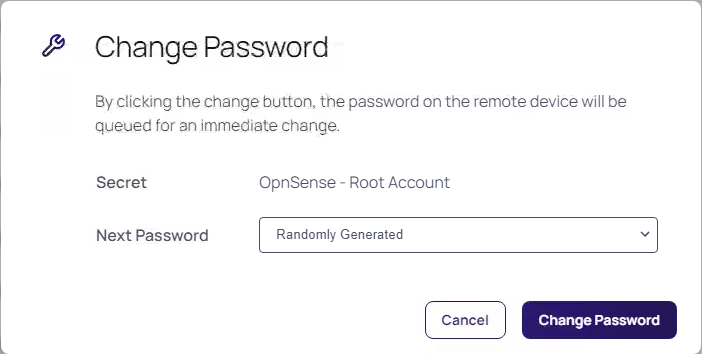 Change Password
By clicking the change button, the password on the remote device will be
queued for an immediate change.
Secret OpnSense - Root Account
Next Password Randomly Generated
Cancel Change Password